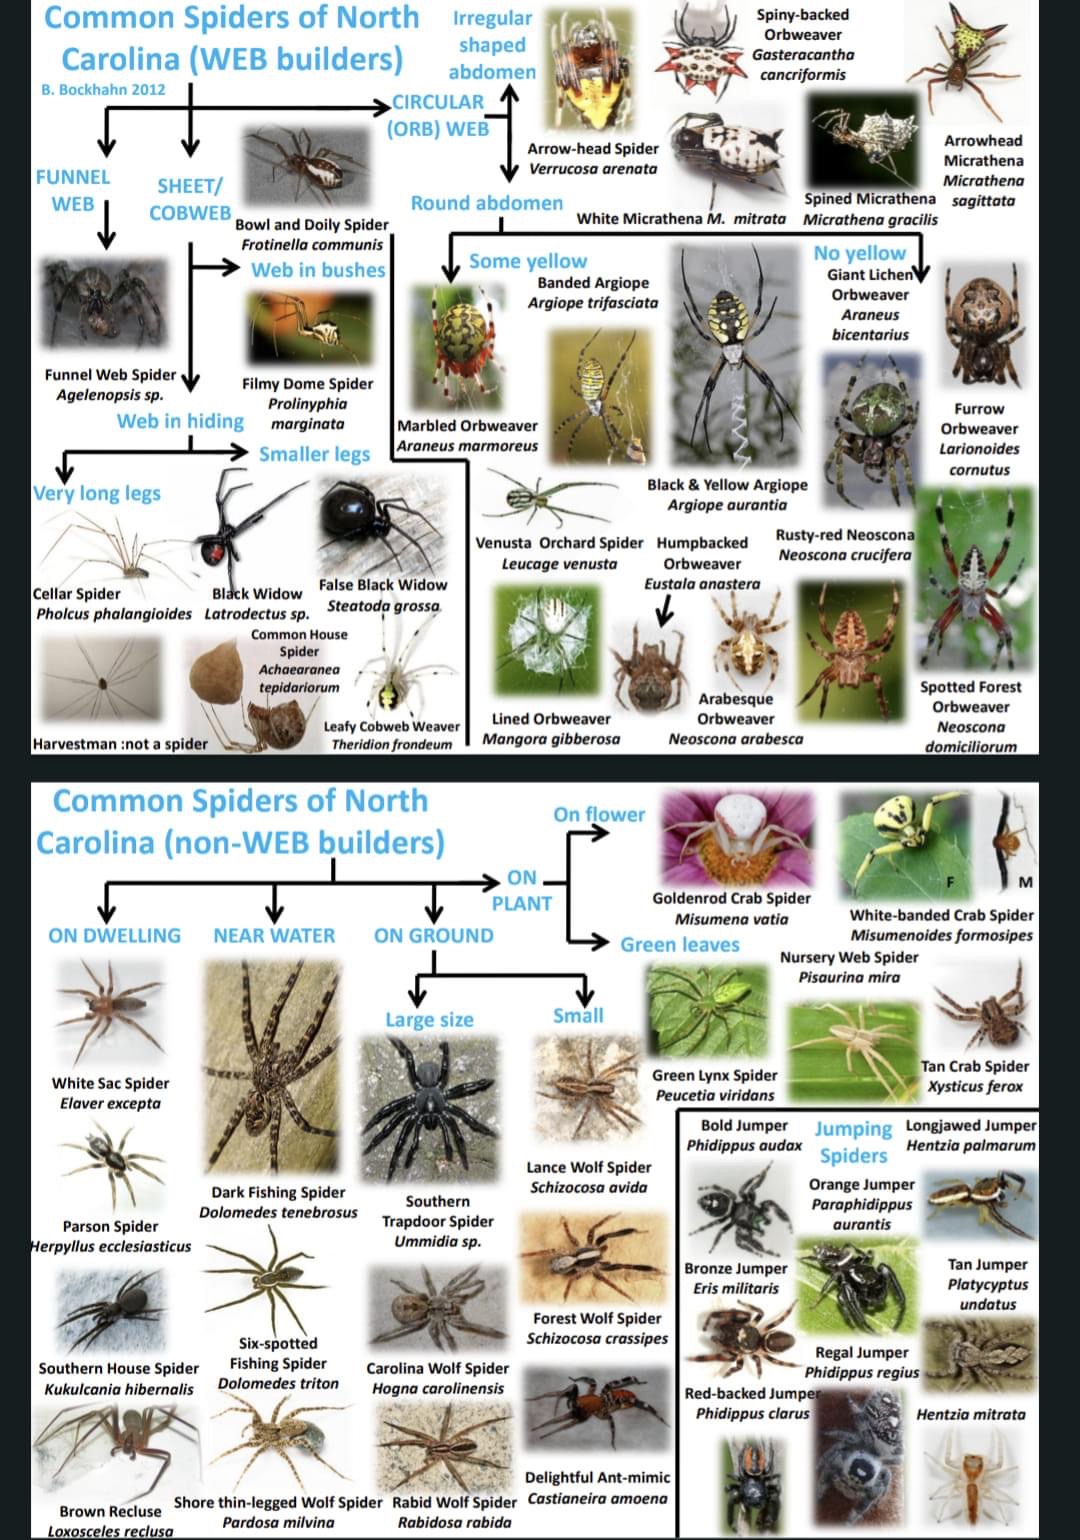 Common Spiders of North
Carolina (WEB builders)
B. Bockhahn 2012
FUNNEL
WEB
SHEET/
COBWEB
CIRCULAR
(ORB) WEB
Irregular
shaped
abdomen
Arrow-head Spider
Verrucosa arenata
Spiny-backed
Orbweaver
Gasteracantha
cancriformis
White Micrathena M. mitrata
Spined Micrathena
Micrathena gracilis
Arrowhead
Micrathena
Micrathena
sagittata
Bowl and Doily Spider
Frotinella communis
Web in bushes
Filmy Dome Spider
Prolinyphia
marginata
Funnel Web Spider
Agelenopsis sp.
Web in hiding
Smaller legs
Very long legs
Cellar Spider
Pholcus phalangioides
Black Widow
Latrodectus sp.
False Black Widow
Steatoda grossa
Harvestman :not a spider
Common House
Spider
Achaearanea
tepidariorum
Leafy Cobweb Weaver
Theridion frondeum
Round abdomen
Some yellow
Banded Argiope
Argiope trifasciata
Marbled Orbweaver
Araneus marmoreus
Black & Yellow Argiope
Argiope aurantia
Venusta Orchard Spider
Leucage venusta
Lined Orbweaver
Mangora gibberosa
No yellow
Giant Lichen
Orbweaver
Araneus
bicentarius
Furrow
Orbweaver
Larionoides
cornutus
Humpbacked
Orbweaver
Eustala anastera
Rusty-red Neoscona
Neoscona crucifera
Arabesque
Orbweaver
Neoscona arabesca
Spotted Forest
Orbweaver
Neoscona
domiciliorum
Common Spiders of North
Carolina (non-WEB builders)
ON DWELLING
NEAR WATER
ON GROUND
ON
PLANT
On flower
Goldenrod Crab Spider
Misumena vatia
F
M
White-banded Crab Spider
Misumenoides formosipes
Green leaves
Nursery Web Spider
Pisaurina mira
Green Lynx Spider
Peucetia viridans
Tan Crab Spider
Xysticus ferox
White Sac Spider
Elaver excepta
Parson Spider
Herpyllus ecclesiasticus
Southern House Spider
Kukulcania hibernalis
Brown Recluse
Loxosceles reclusa
Dark Fishing Spider
Dolomedes tenebrosus
Six-spotted
Fishing Spider
Dolomedes triton
Shore thin-legged Wolf Spider
Pardosa milvina
Large size
Southern
Trapdoor Spider
Ummidia sp.
Carolina Wolf Spider
Hogna carolinensis
Rabid Wolf Spider
Rabidosa rabida
Small
Lance Wolf Spider
Schizocosa avida
Forest Wolf Spider
Schizocosa crassipes
Delightful Ant-mimic
Castianeira amoena
Jumping
Spiders
Bold Jumper
Phidippus audax
Longjawed Jumper
Hentzia palmarum
Orange Jumper
Paraphidippus
aurantis
Bronze Jumper
Eris militaris
Tan Jumper
Platycyptus
undatus
Regal Jumper
Phidippus regius
Red-backed Jumper
Phidippus clarus
Hentzia mitrata